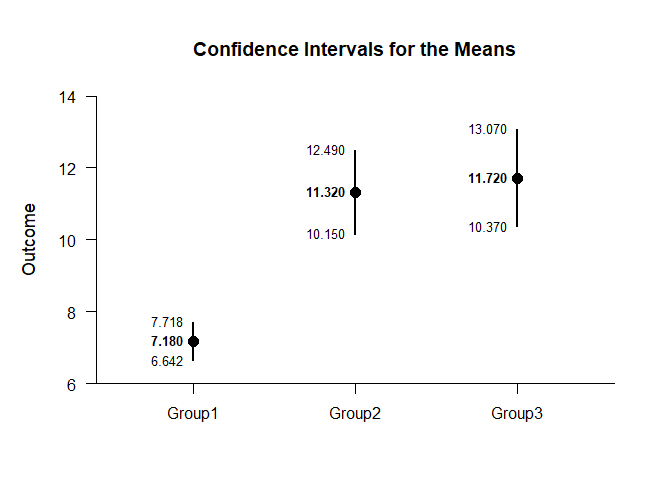 Confidence Intervals for the Means
Outcome
14
12
10
8
6
7.718
7.180
6.642
12.490
11.320
10.150
13.070
11.720
10.370
Group1
Group2
Group3